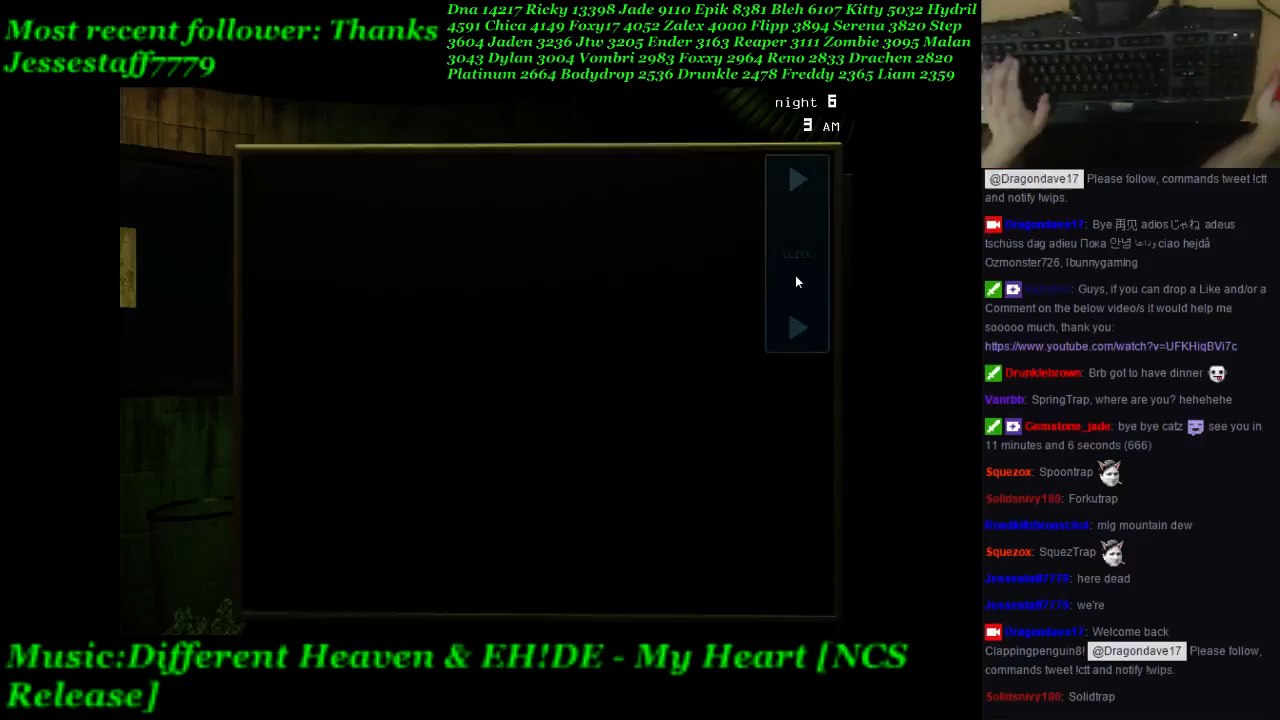 Most recent follower: Thanks
Jessestaff7779
Dna 14217 Ricky 13398 Jade 9110 Epik 8381 Bleh 6107 Kitty 5032 Hydril
4591 Chica 4149 Foxy17 4052 Zalex 4000 Flipp 3894 Serena 3820 Step
3604 Jaden 3236 Jtw 3205 Ender 3163 Reaper 3111 Zombie 3095 Malan
3043 Dylan 3004 Vombri 2983 Foxxy 2964 Reno 2833 Drachen 2820
Platinum 2664 Bodydrop 2536 Drunkle 2478 Freddy 2365 Liam 2359
night 6
3 AM
CLICK
@Dragondave17 Please follow, commands tweet !ctt
and notify !wips.
Dragondave17: Bye 再见 adios じゃね adeus
tschüss dag adieu Пока 안녕 وداعا ciao hejdå
Ozmonster726, Ibunnygaming
: Guys, if you can drop a Like and/or a
Comment on the below video/s it would help me
sooooo much, thank you:
https://www.youtube.com/watch?v=UFKHiqBVi7c
Drunklebrown: Brb got to have dinner
Vanrbb: SpringTrap, where are you? hehehehe
Gemstone_jade: bye bye catz see you in
11 minutes and 6 seconds (666)
Squezox: Spoontrap
Solidsnivy180: Forkutrap
: mlg mountain dew
Squezox: SquezTrap
Jessestaff7779: here dead
Jessestaff7779: we're
Dragondave17: Welcome back
Clappingpenguin8! @Dragondave17 Please follow,
commands tweet !ctt and notify !wips.
Solidsnivy180: Solidtrap
Music:Different Heaven & EH!DE - My Heart [NCS
Release]